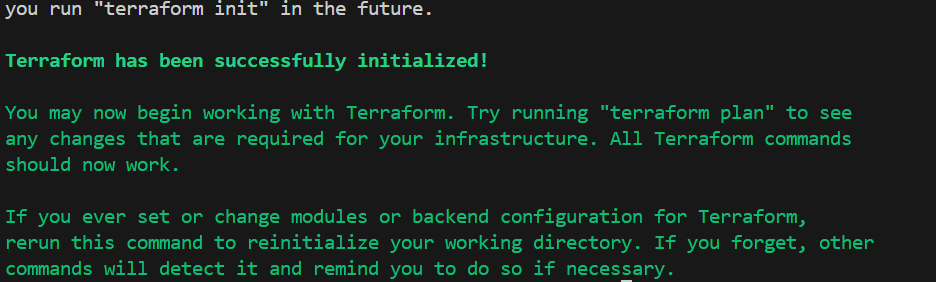 you run "terraform init" in the future.
Terraform has been successfully initialized!
You may now begin working with Terraform. Try running "terraform plan" to see
any changes that are required for your infrastructure. All Terraform commands
should now work.
If you ever set or change modules or backend configuration for Terraform,
rerun this command to reinitialize your working directory. If you forget, other
commands will detect it and remind you to do so if necessary.